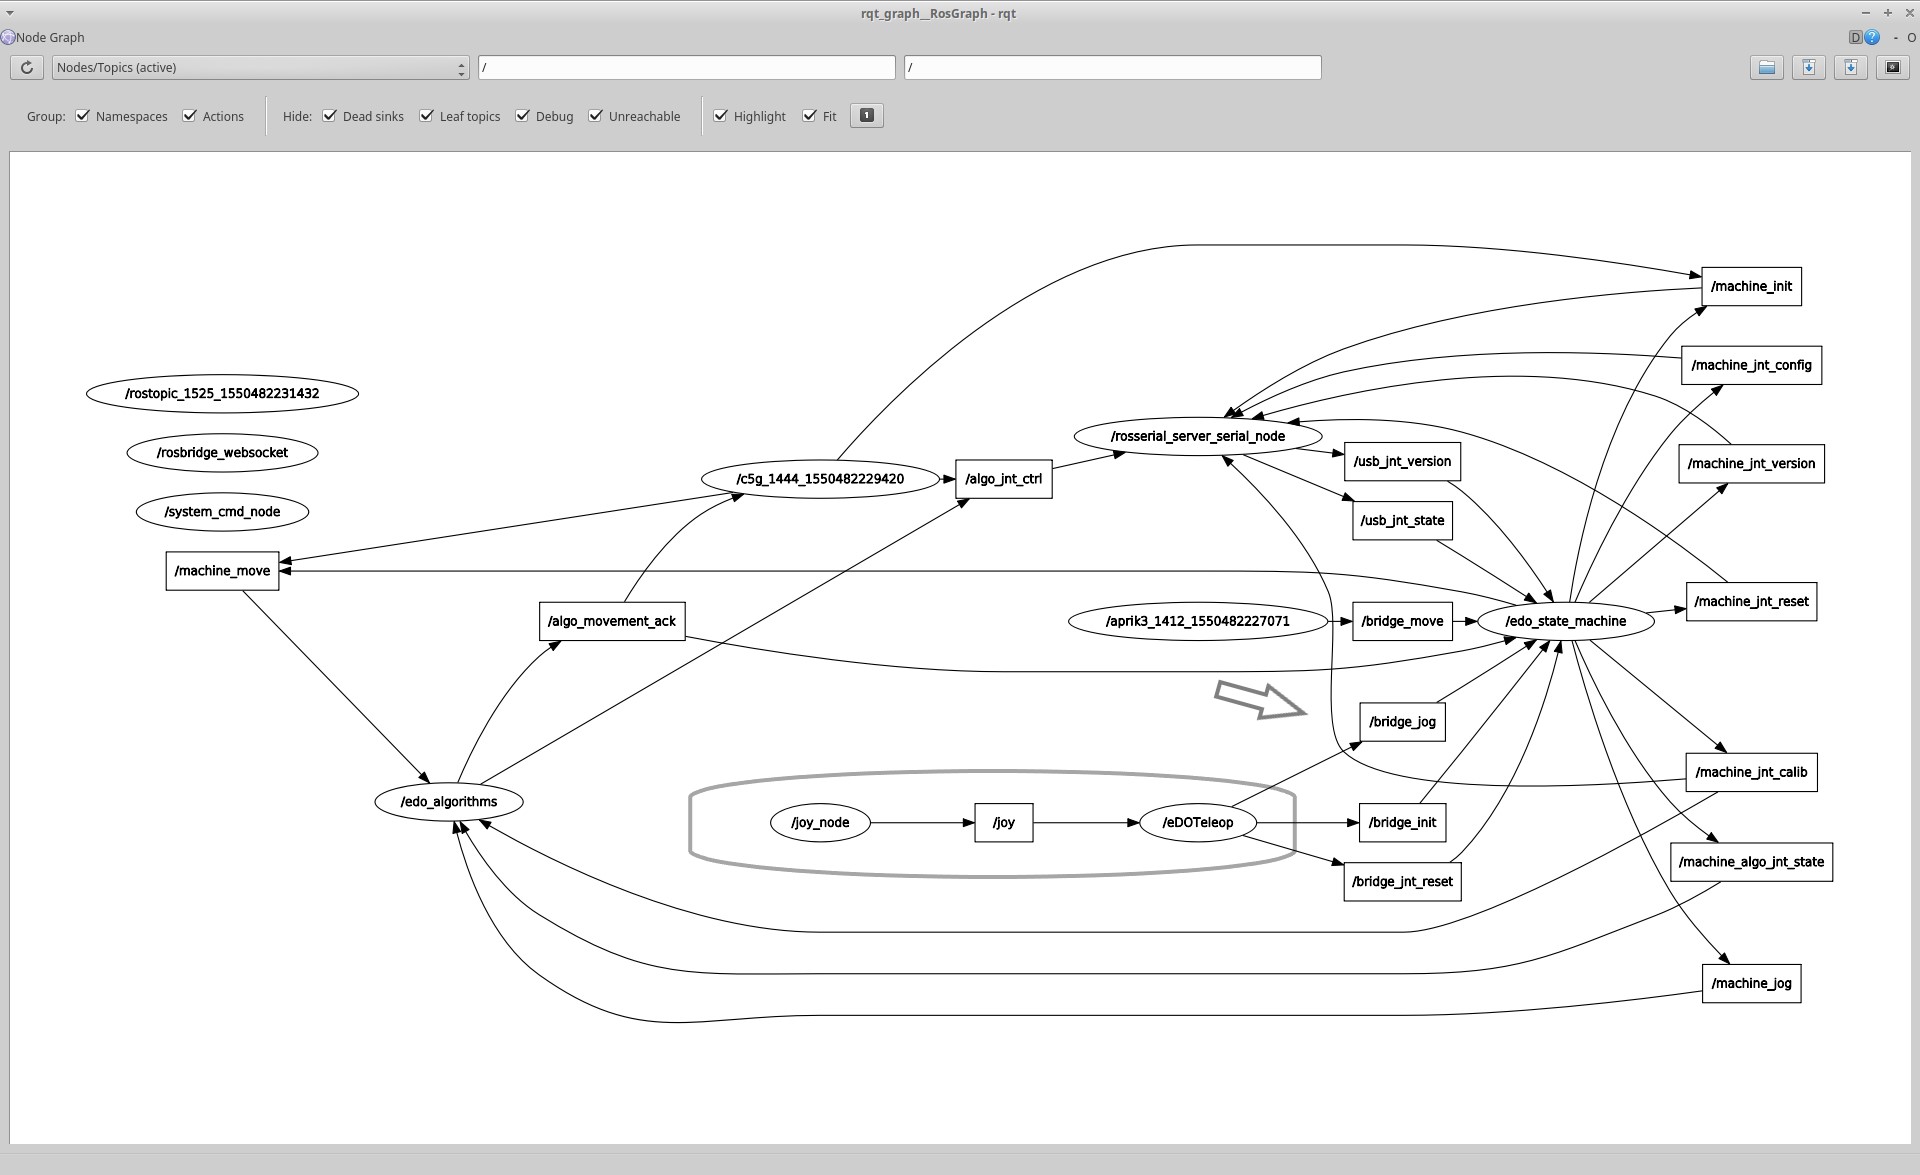 rqt_graph__RosGraph - rqt
Node Graph
D ? - O
Nodes/Topics (active) / /
Group: Namespaces Actions Hide: Dead sinks Leaf topics Debug Unreachable Highlight Fit 1
/machine_init
/machine_jnt_config
/rostopic_1525_1550482231432
/rosserial_server_serial_node
/rosbridge_websocket
/usb_jnt_version
/machine_jnt_version
/c5g_1444_1550482229420
/algo_jnt_ctrl
/system_cmd_node
/usb_jnt_state
/machine_move
/machine_jnt_reset
/algo_movement_ack
/aprik3_1412_1550482227071
/bridge_move
/edo_state_machine
/bridge_jog
/machine_jnt_calib
/edo_algorithms
/joy_node
/joy
/eDOTeleop
/bridge_init
/machine_algo_jnt_state
/bridge_jnt_reset
/machine_jog